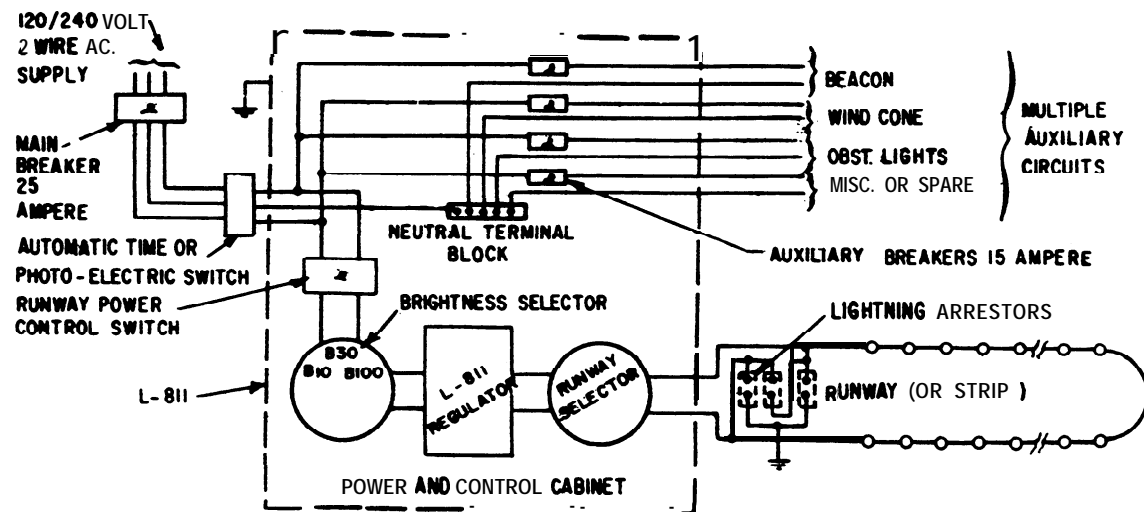 120/240 VOLT
2 WIRE AC.
SUPPLY
MAIN-
BREAKER
25
AMPERE
AUTOMATIC TIME OR
PHOTO-ELECTRIC SWITCH
RUNWAY POWER
CONTROL SWITCH
L-811
BEACON
WIND CONE
OBST. LIGHTS
MISC. OR SPARE
MULTIPLE
AUXILIARY
CIRCUITS
NEUTRAL TERMINAL
BLOCK
AUXILIARY BREAKERS 15 AMPERE
BRIGHTNESS SELECTOR
B30
B10 B100
L-811
REGULATOR
RUNWAY
SELECTOR
LIGHTNING ARRESTORS
RUNWAY (OR STRIP )
POWER AND CONTROL CABINET